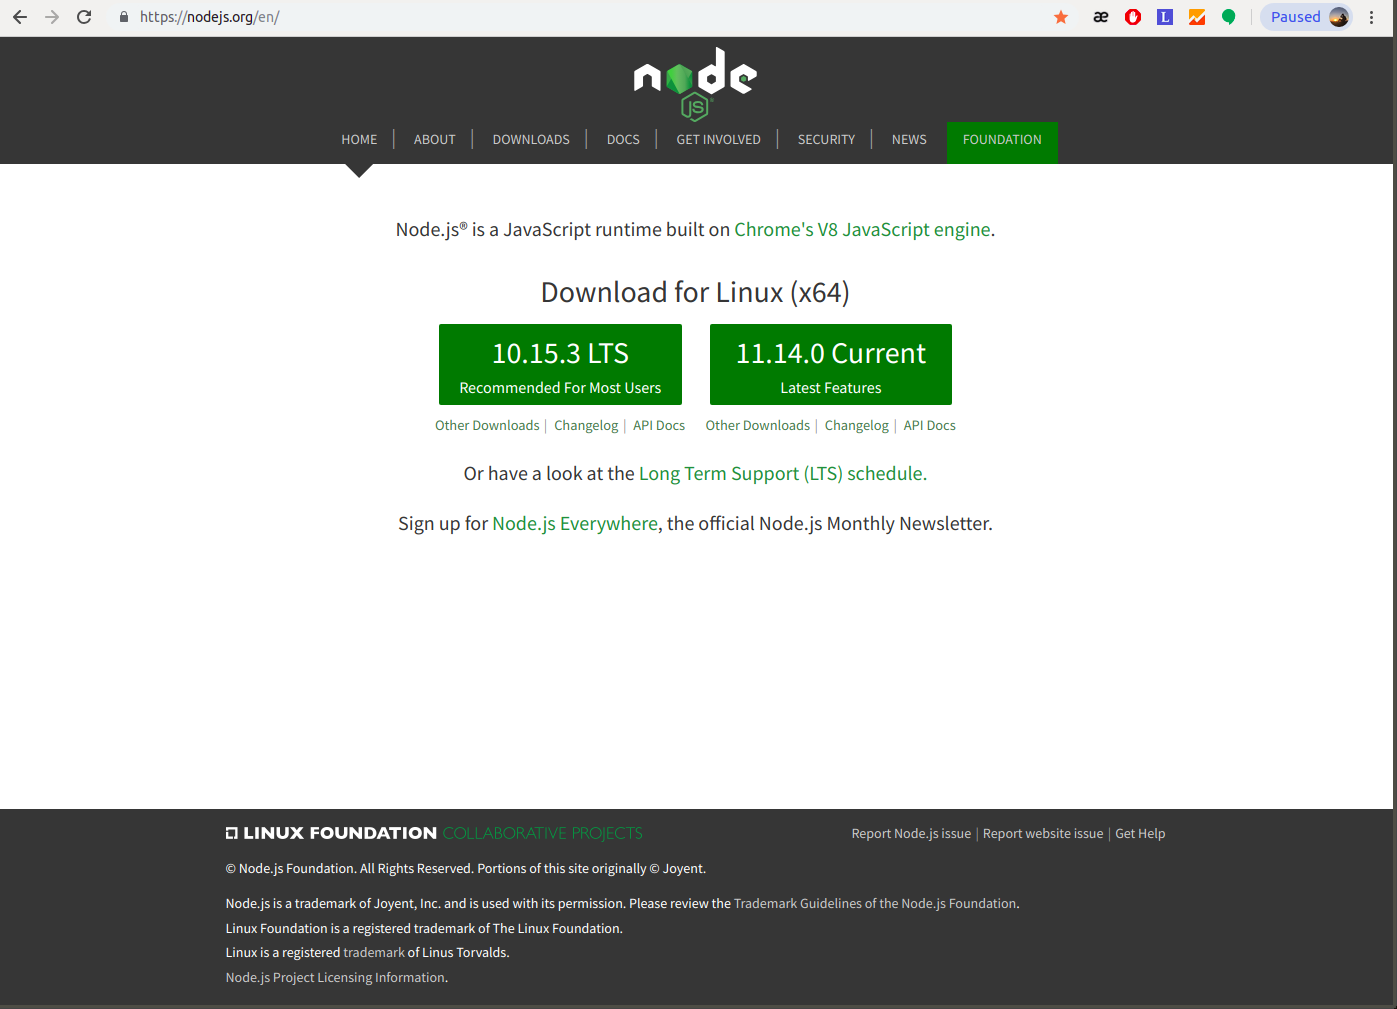 https://nodejs.org/en/
æ
L
Paused
node
JS
HOME | ABOUT | DOWNLOADS | DOCS | GET INVOLVED | SECURITY | NEWS FOUNDATION
Node.js® is a JavaScript runtime built on Chrome's V8 JavaScript engine.
Download for Linux (x64)
10.15.3 LTS
Recommended For Most Users
11.14.0 Current
Latest Features
Other Downloads | Changelog | API Docs
Other Downloads | Changelog | API Docs
Or have a look at the Long Term Support (LTS) schedule.
Sign up for Node.js Everywhere, the official Node.js Monthly Newsletter.
LINUX FOUNDATION COLLABORATIVE PROJECTS
Report Node.js issue | Report website issue | Get Help
© Node.js Foundation. All Rights Reserved. Portions of this site originally © Joyent.
Node.js is a trademark of Joyent, Inc. and is used with its permission. Please review the Trademark Guidelines of the Node.js Foundation.
Linux Foundation is a registered trademark of The Linux Foundation.
Linux is a registered trademark of Linus Torvalds.
Node.js Project Licensing Information.